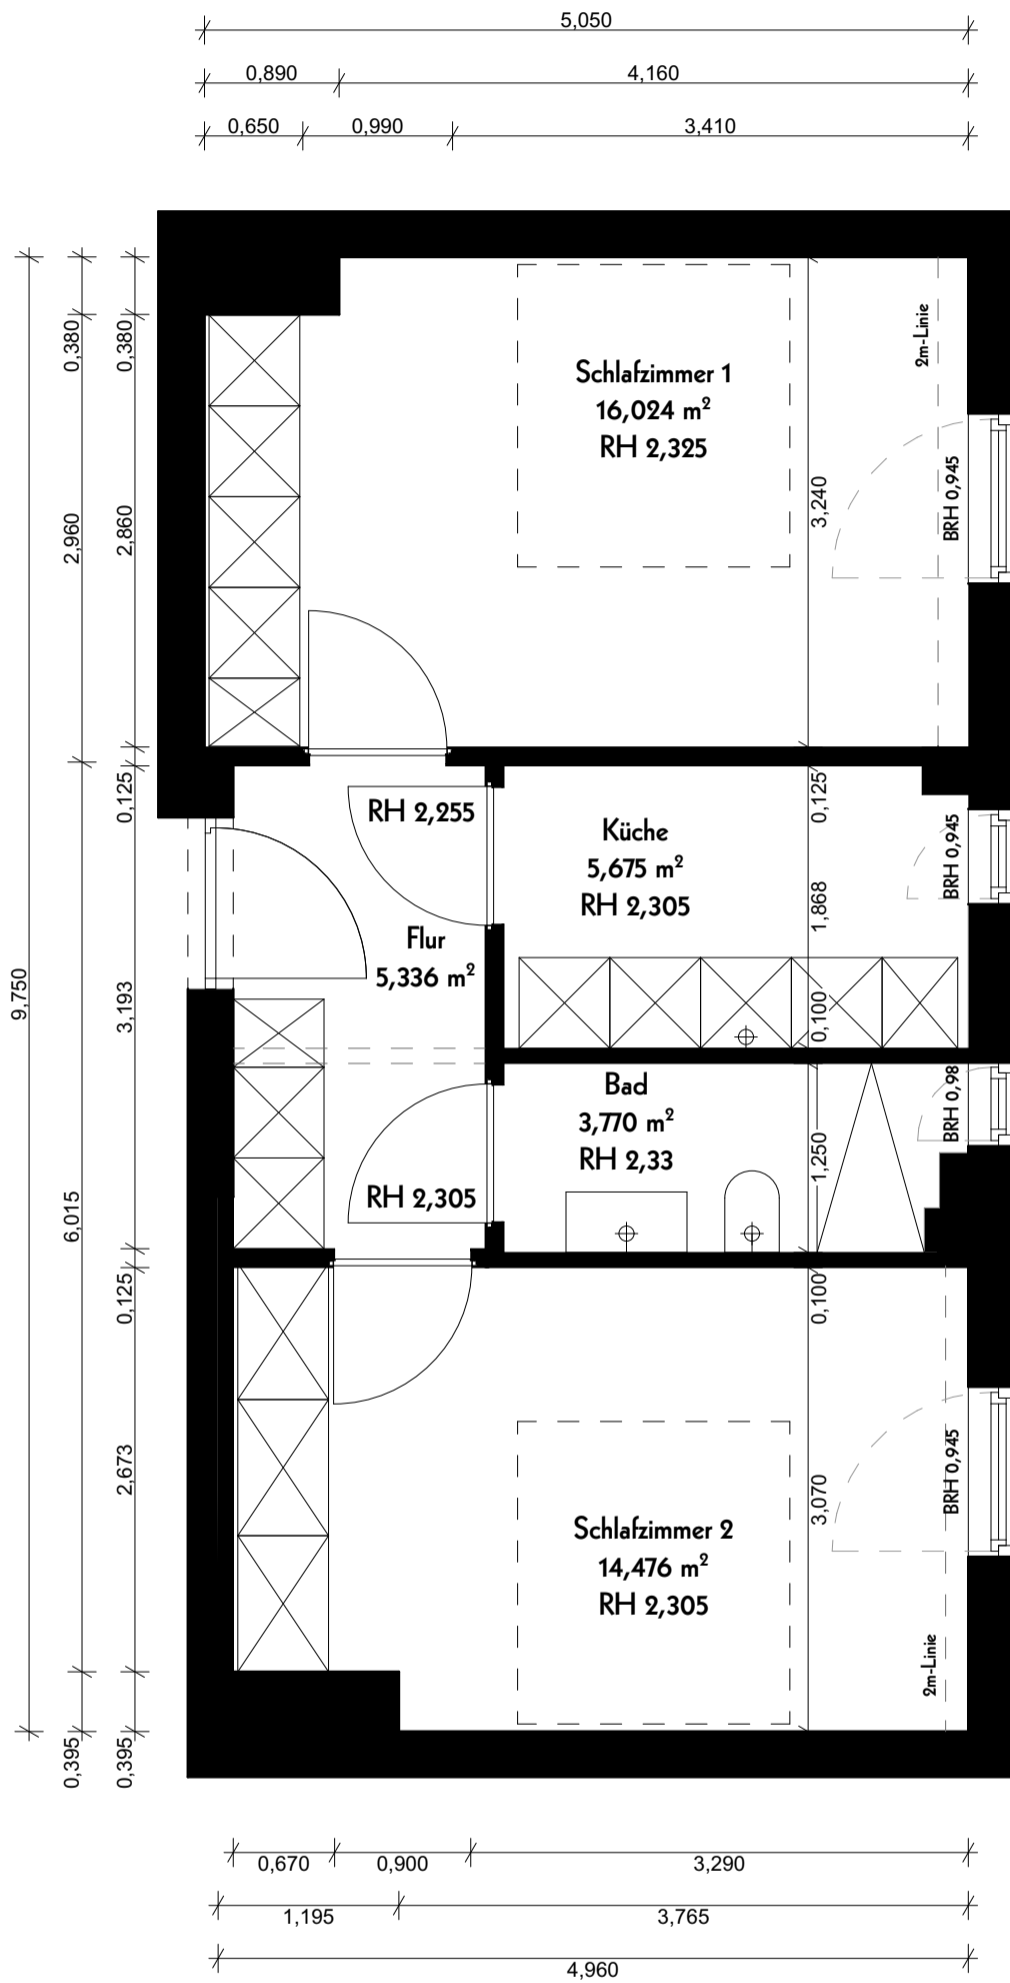 5,050
0,890
4,160
0,650
0,990
3,410
0,380
0,380
2m-Linie
Schlafzimmer 1
16,024 m²
RH 2,325
BRH 0,945
3,240
2,960
2,860
0,125
0,125
RH 2,255
Küche
5,675 m²
RH 2,305
BRH 0,945
1,868
Flur
5,336 m²
9,750
3,193
0,100
Bad
3,770 m²
RH 2,33
BRH 0,98
1,250
RH 2,305
6,015
0,125
0,100
2,673
BRH 0,945
3,070
Schlafzimmer 2
14,476 m²
RH 2,305
2m-Linie
0,395
0,395
0,670
0,900
3,290
1,195
3,765
4,960